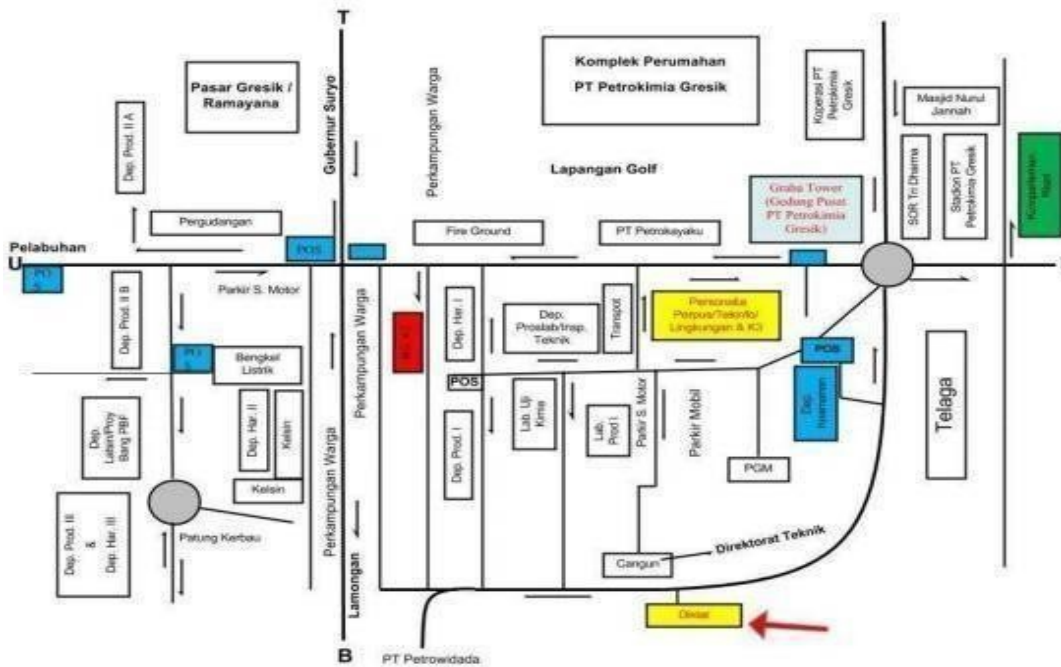 T
Pasar Gresik /
Ramayana
Gubernur Suryo
Perkampungan Warga
Komplek Perumahan
PT Petrokimia Gresik
Koperasi PT
Petrokimia
Gresik
Masjid Nurul
Jannah
SOR Tri Dharma
Stadion PT
Petrokimia Gresik
Dep. Prod. II A
Lapangan Golf
Graha Tower
(Gedung Pusat
PT Petrokimia
Gresik)
Pergudangan
POS
Fire Ground
PT Petrokayaku
Pelabuhan
U
Parkir S. Motor
Dep. Prod. II B
Bengkel
Listrik
Perkampungan Warga
Dep. Har. I
Dep.
Proslab/Insp.
Teknik
Transpot
Personalia
Lingkungan & K3
POS
POS
Dep.
Telaga
Dep.
Bang PBF
Dep. Har. II
Kelsin
Kelsin
Perkampungan Warga
Dep. Prod. I
Lab. Uji
Kimia
Lab.
Prod I
Parkir S. Motor
Parkir Mobil
PGM
Dep. Prod. III
&
Dep. Har. III
Patung Kerbau
Lamongan
Cangun
Direktorat Teknik
Diklat
B
PT Petrowidada